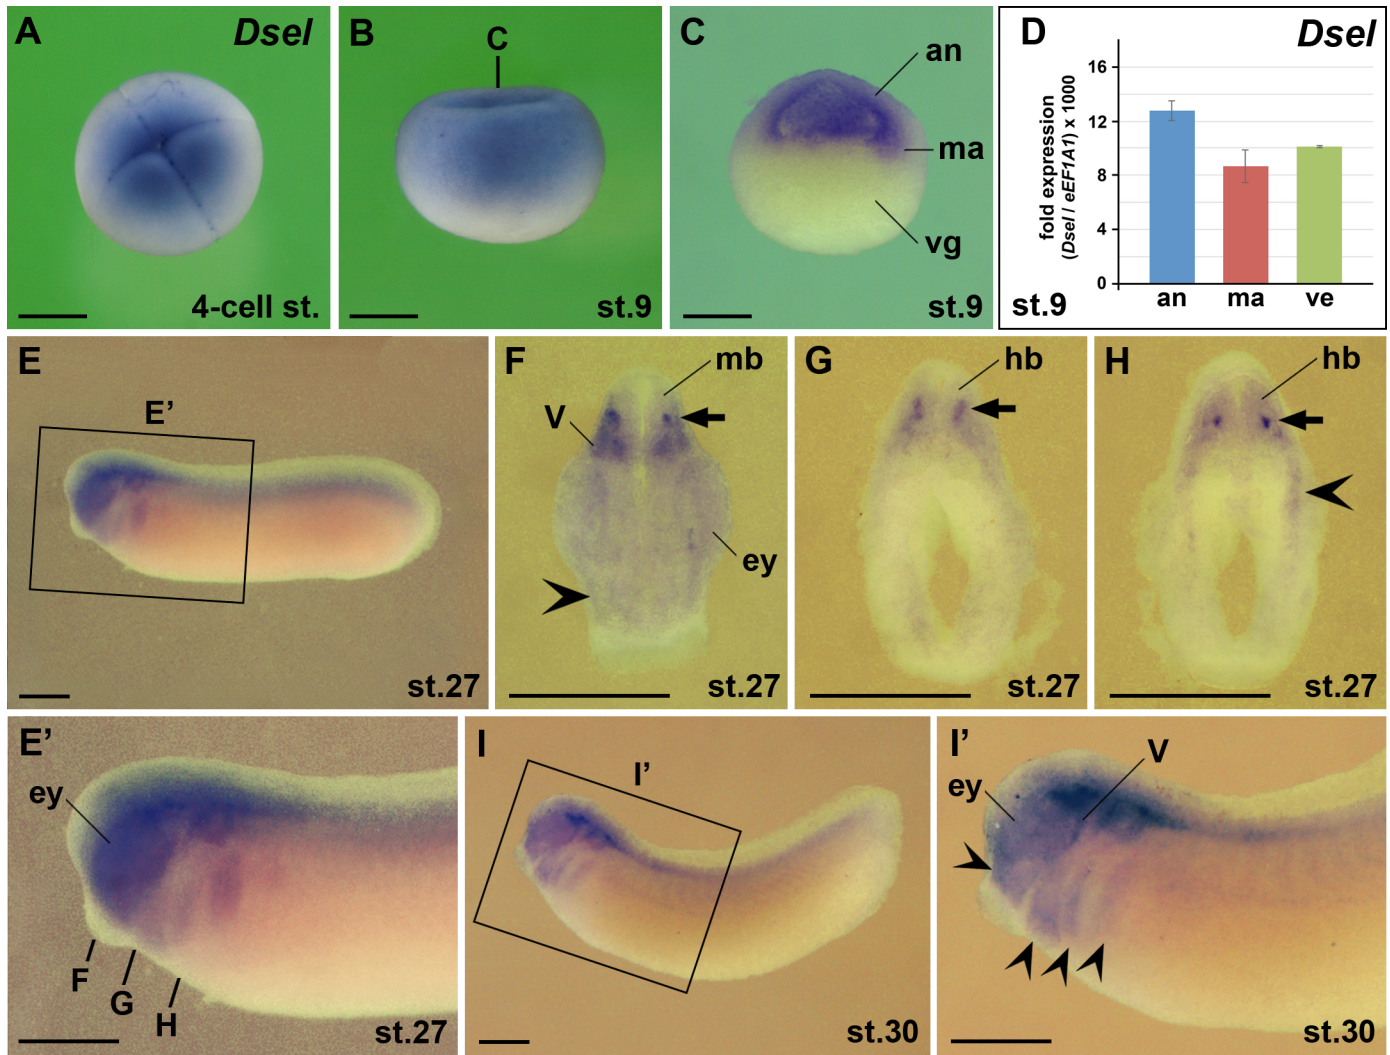 A
Dsel
4-cell st.
B
C
st.9
C
an
ma
vg
st.9
D
Dsel
fold expression
(Dsel / eEF1A1) x 1000
16
12
8
4
0
an
ma
ve
st.9
E
E’
st.27
F
mb
V
ey
st.27
G
hb
st.27
H
hb
st.27
E’
ey
F
G
H
st.27
I
I’
st.30
I’
V
ey
st.30